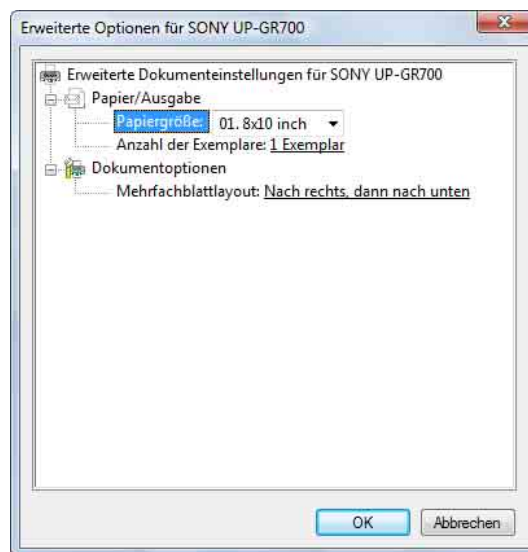 Erweiterte Optionen für SONY UP-GR700
Erweiterte Dokumenteinstellungen für SONY UP-GR700
Papier/Ausgabe
Papiergröße: 01. 8x10 inch
Anzahl der Exemplare: 1 Exemplar
Dokumentoptionen
Mehrfachblattlayout: Nach rechts, dann nach unten
OK Abbrechen